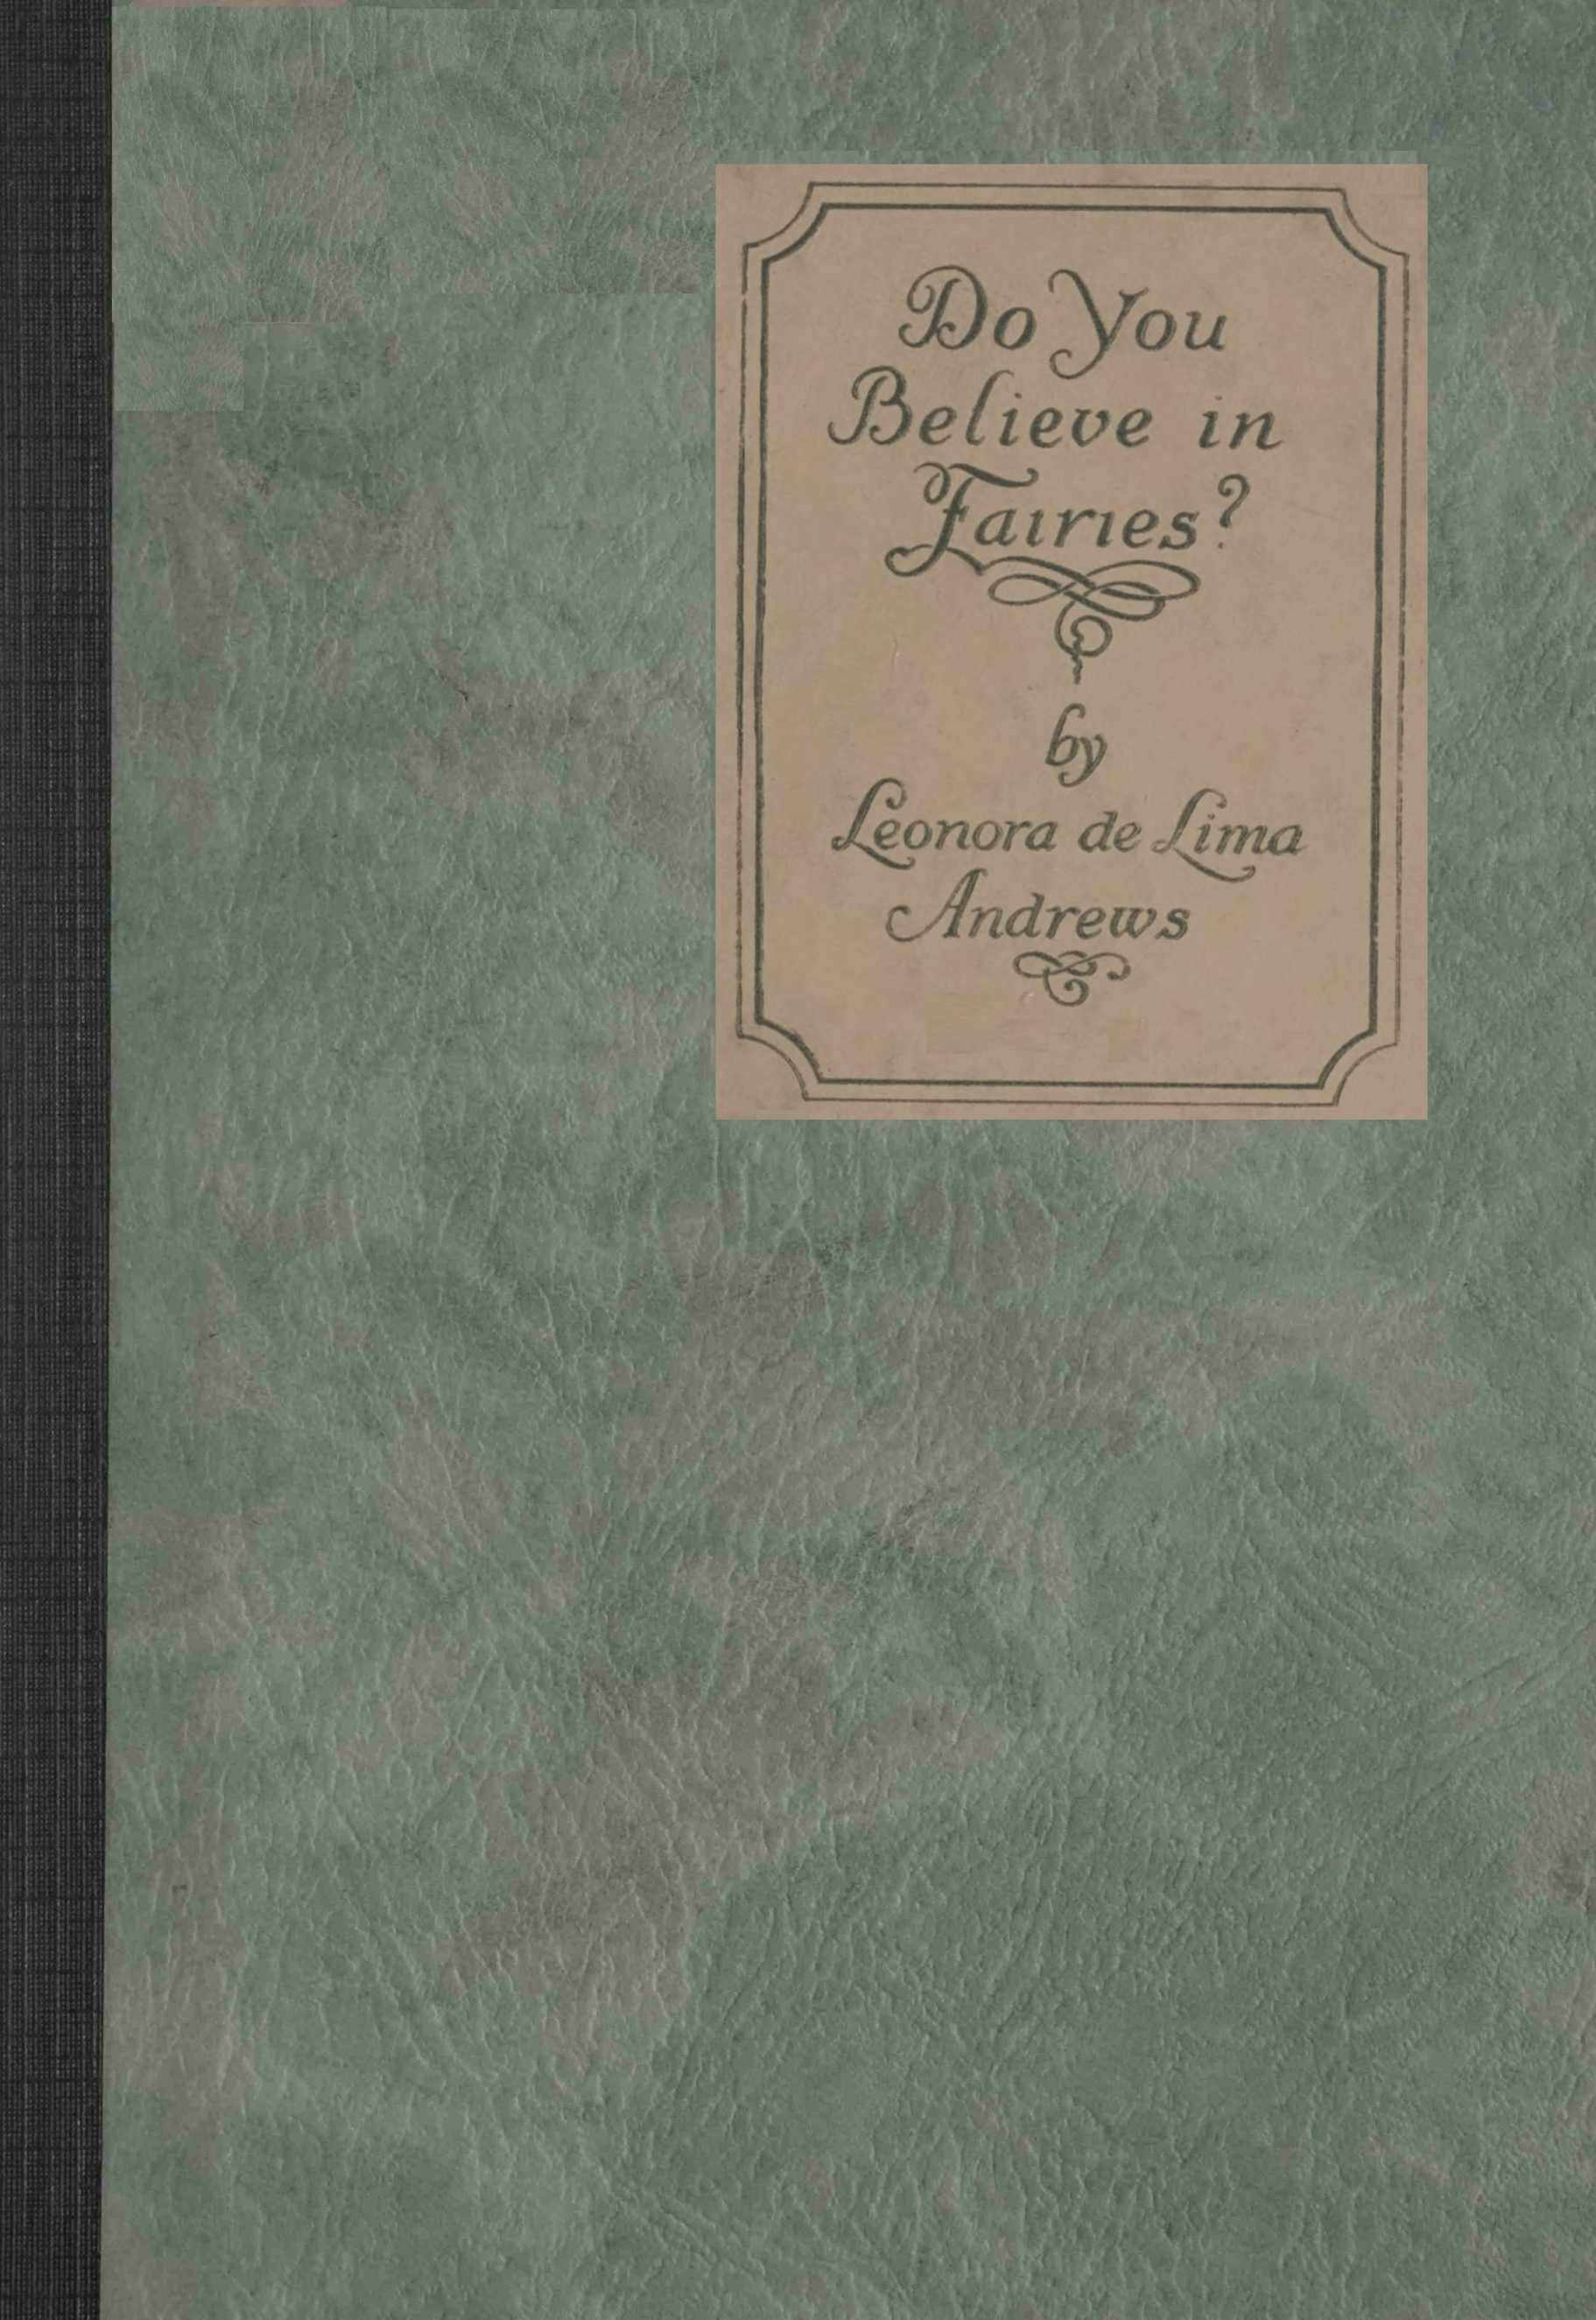 Do You
Believe in
Fairies?
by
Leonora de Lima
Andrews